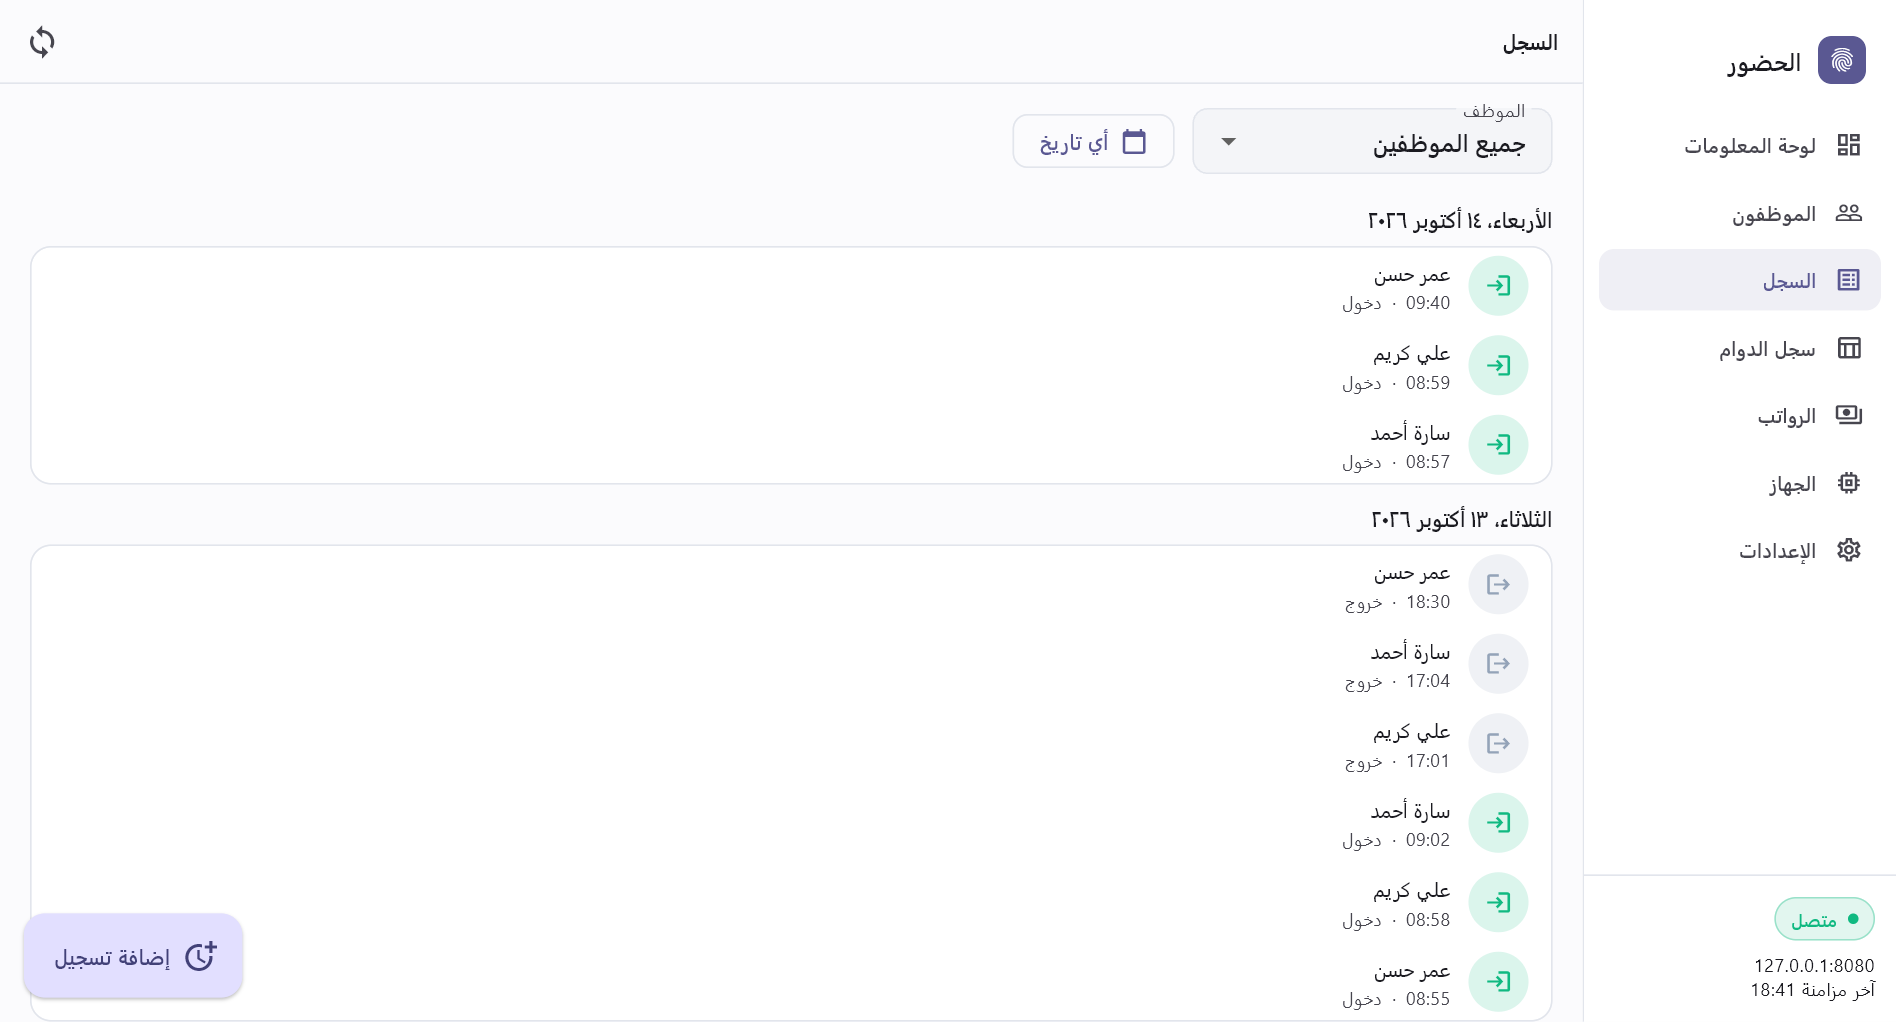 الحضور
لوحة المعلومات
الموظفون
السجل
سجل الدوام
الرواتب
الجهاز
الإعدادات
متصل
127.0.0.1:8080
آخر مزامنة 18:41
السجل
الموظف
جميع الموظفين
أي تاريخ
الأربعاء، ١٤ أكتوبر ٢٠٢٦
عمر حسن
09:40 · دخول
علي كريم
08:59 · دخول
سارة أحمد
08:57 · دخول
الثلاثاء، ١٣ أكتوبر ٢٠٢٦
عمر حسن
18:30 · خروج
سارة أحمد
17:04 · خروج
علي كريم
17:01 · خروج
سارة أحمد
09:02 · دخول
علي كريم
08:58 · دخول
عمر حسن
08:55 · دخول
إضافة تسجيل